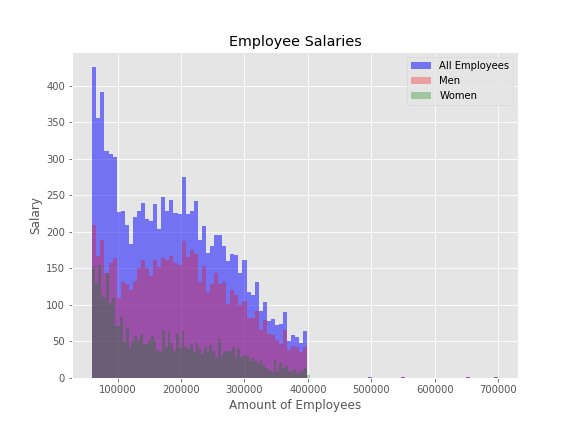 Employee Salaries
All Employees
Men
Women
400
350
300
250
200
150
100
50
0
Salary
100000 200000 300000 400000 500000 600000 700000
Amount of Employees